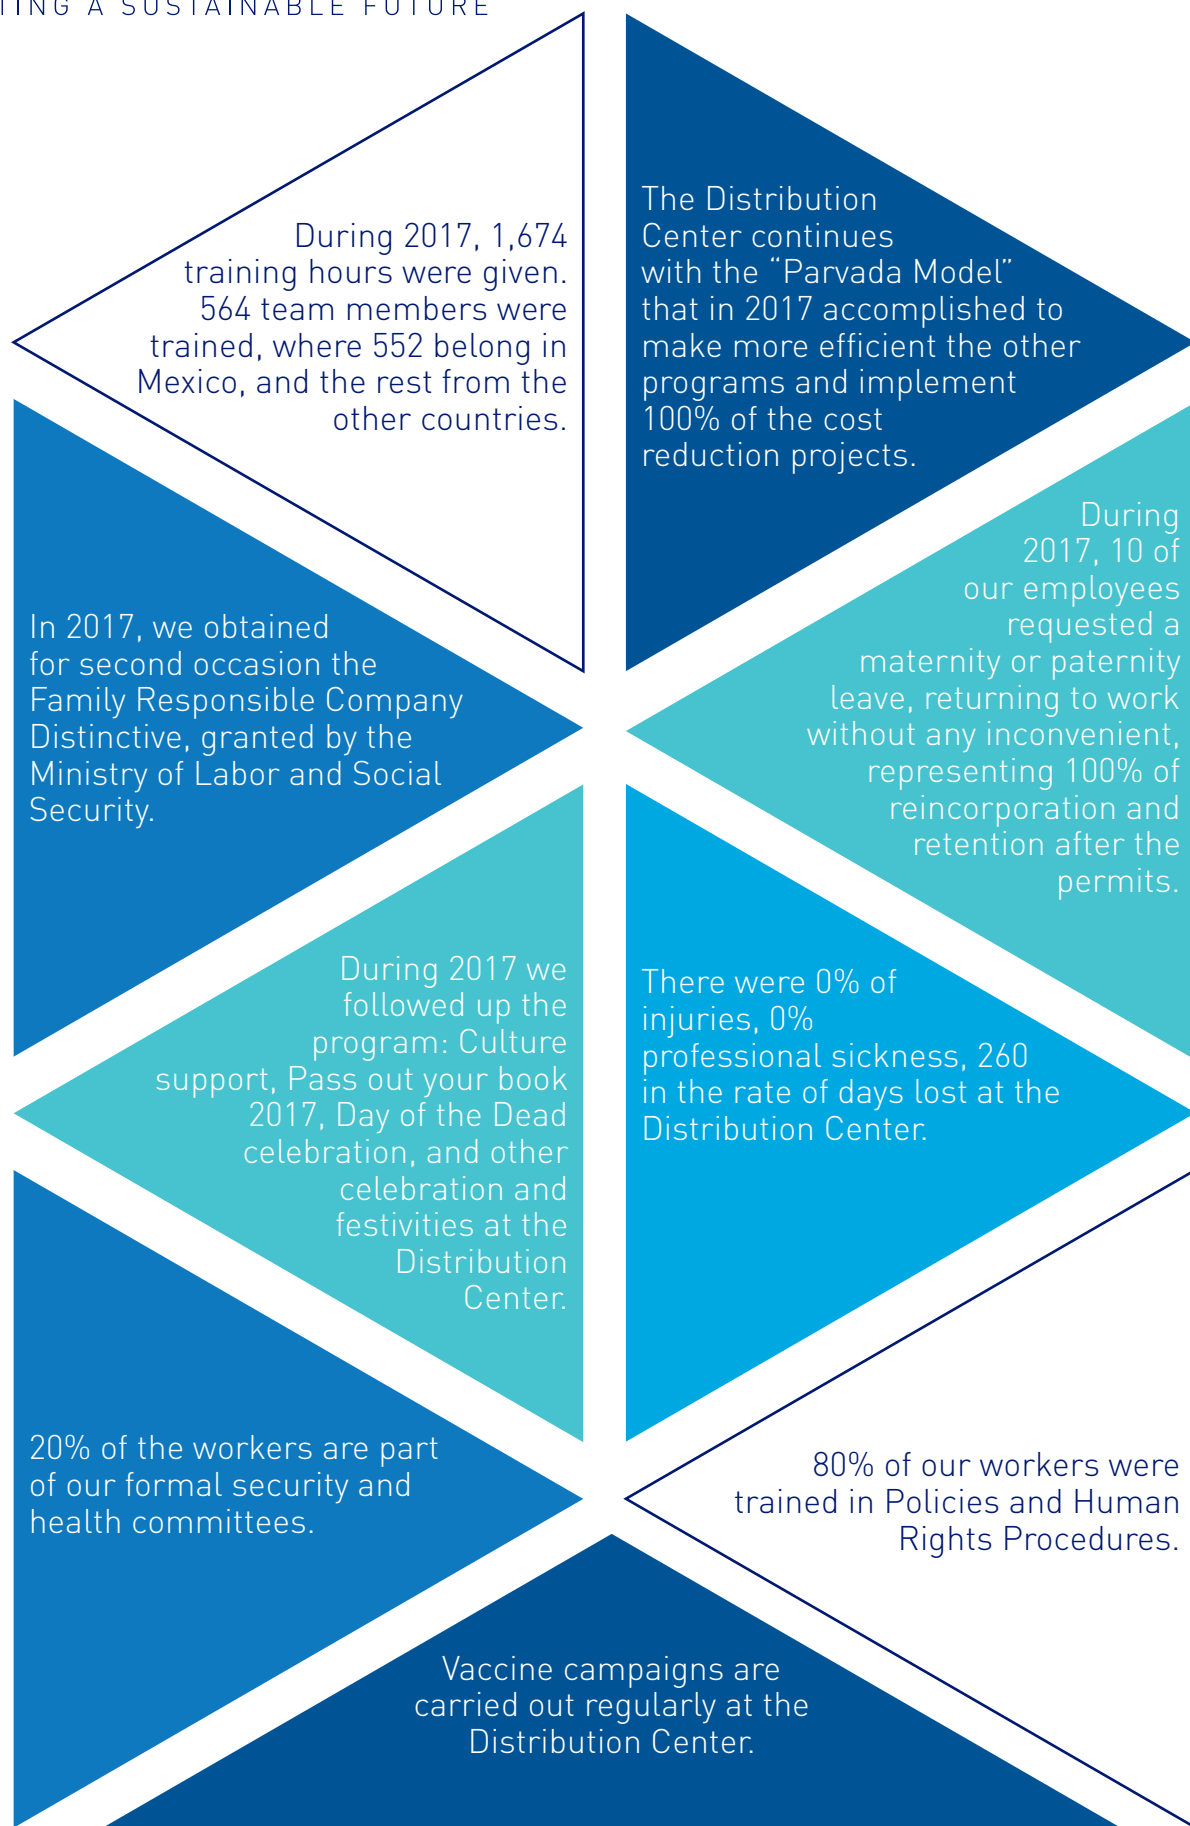 A SUSTAINABLE FUTURE
During 2017, 1,674
training hours were given.
564 team members were
trained, where 552 belong in
Mexico, and the rest from the
other countries.
The Distribution
Center continues
with the “Parvada Model”
that in 2017 accomplished to
make more efficient the other
programs and implement
100% of the cost
reduction projects.
In 2017, we obtained
for second occasion the
Family Responsible Company
Distinctive, granted by the
Ministry of Labor and Social
Security.
During
2017, 10 of
our employees
requested a
maternity or paternity
leave, returning to work
without any inconvenient,
representing 100% of
reincorporation and
retention after the
permits.
During 2017 we
followed up the
program: Culture
support, Pass out your book
2017, Day of the Dead
celebration, and other
celebration and
festivities at the
Distribution
Center.
There were 0% of
injuries, 0%
professional sickness, 260
in the rate of days lost at the
Distribution Center.
20% of the workers are part
of our formal security and
health committees.
80% of our workers were
trained in Policies and Human
Rights Procedures.
Vaccine campaigns are
carried out regularly at the
Distribution Center.